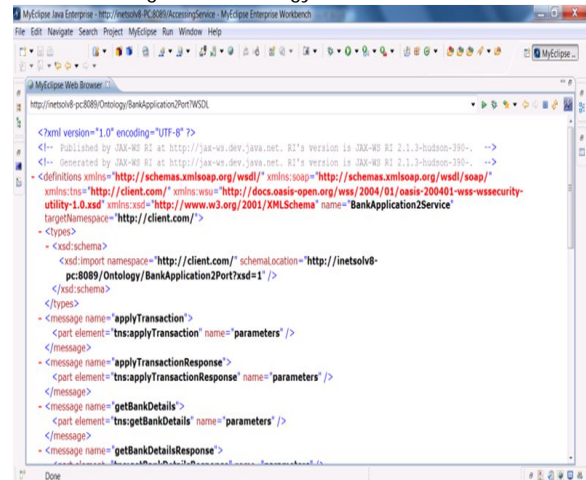 MyEclipse Java Enterprise - http://inetsolv8-PC:8089/AccessingService - MyEclipse Enterprise Workbench
File Edit Navigate Search Project MyEclipse Run Window Help
MyEclipse ...
MyEclipse Web Browser
http://inetsolv8-pc:8089/Ontology/BankApplication2Port?WSDL
<?xml version="1.0" encoding="UTF-8" ?>
<!-- Published by JAX-WS RI at http://jax-ws.dev.java.net. RI's version is JAX-WS RI 2.1.3-hudson-390-. -->
<!-- Generated by JAX-WS RI at http://jax-ws.dev.java.net. RI's version is JAX-WS RI 2.1.3-hudson-390-. -->
- <definitions xmlns="http://schemas.xmlsoap.org/wsdl/" xmlns:soap="http://schemas.xmlsoap.org/wsdl/soap/"
xmlns:tns="http://client.com/" xmlns:wsu="http://docs.oasis-open.org/wss/2004/01/oasis-200401-wss-wssecurity-
utility-1.0.xsd" xmlns:xsd="http://www.w3.org/2001/XMLSchema" name="BankApplication2Service"
targetNamespace="http://client.com/">
- <types>
- <xsd:schema>
<xsd:import namespace="http://client.com/" schemaLocation="http://inetsolv8-
pc:8089/Ontology/BankApplication2Port?xsd=1" />
</xsd:schema>
</types>
- <message name="applyTransaction">
<part element="tns:applyTransaction" name="parameters" />
</message>
- <message name="applyTransactionResponse">
<part element="tns:applyTransactionResponse" name="parameters" />
</message>
- <message name="getBankDetails">
<part element="tns:getBankDetails" name="parameters" />
</message>
- <message name="getBankDetailsResponse">
Done